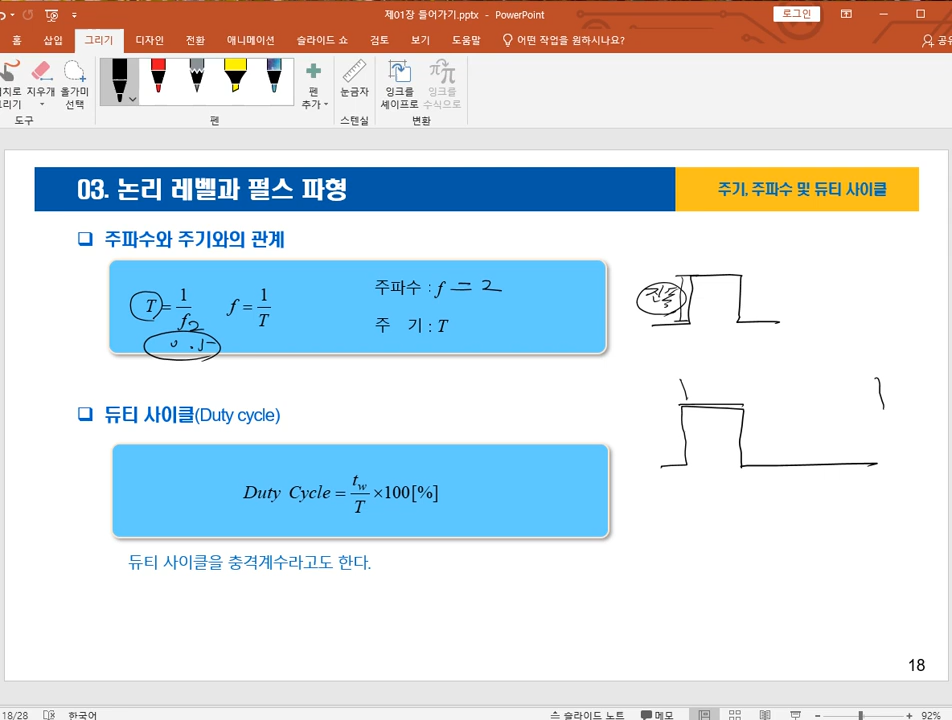 제01장 들어가기.pptx - PowerPoint
로그인
홈 삽입 그리기 디자인 전환 애니메이션 슬라이드 쇼 검토 보기 도움말 어떤 작업을 원하시나요?
지우개
올가미 선택
펜 추가
눈금자
잉크를 셰이프로
잉크를 수식으로
도구
펜
스텐실
변환
03. 논리 레벨과 펄스 파형
주기, 주파수 및 듀티 사이클
주파수와 주기와의 관계
T = 1/f
f = 1/T
주파수 : f = 2
주 기 : T
2
0.5
진폭
듀티 사이클(Duty cycle)
Duty Cycle = t_w/T ×100[%]
듀티 사이클을 충격계수라고도 한다.
18
18/28 한국어 슬라이드 노트 메모 92%